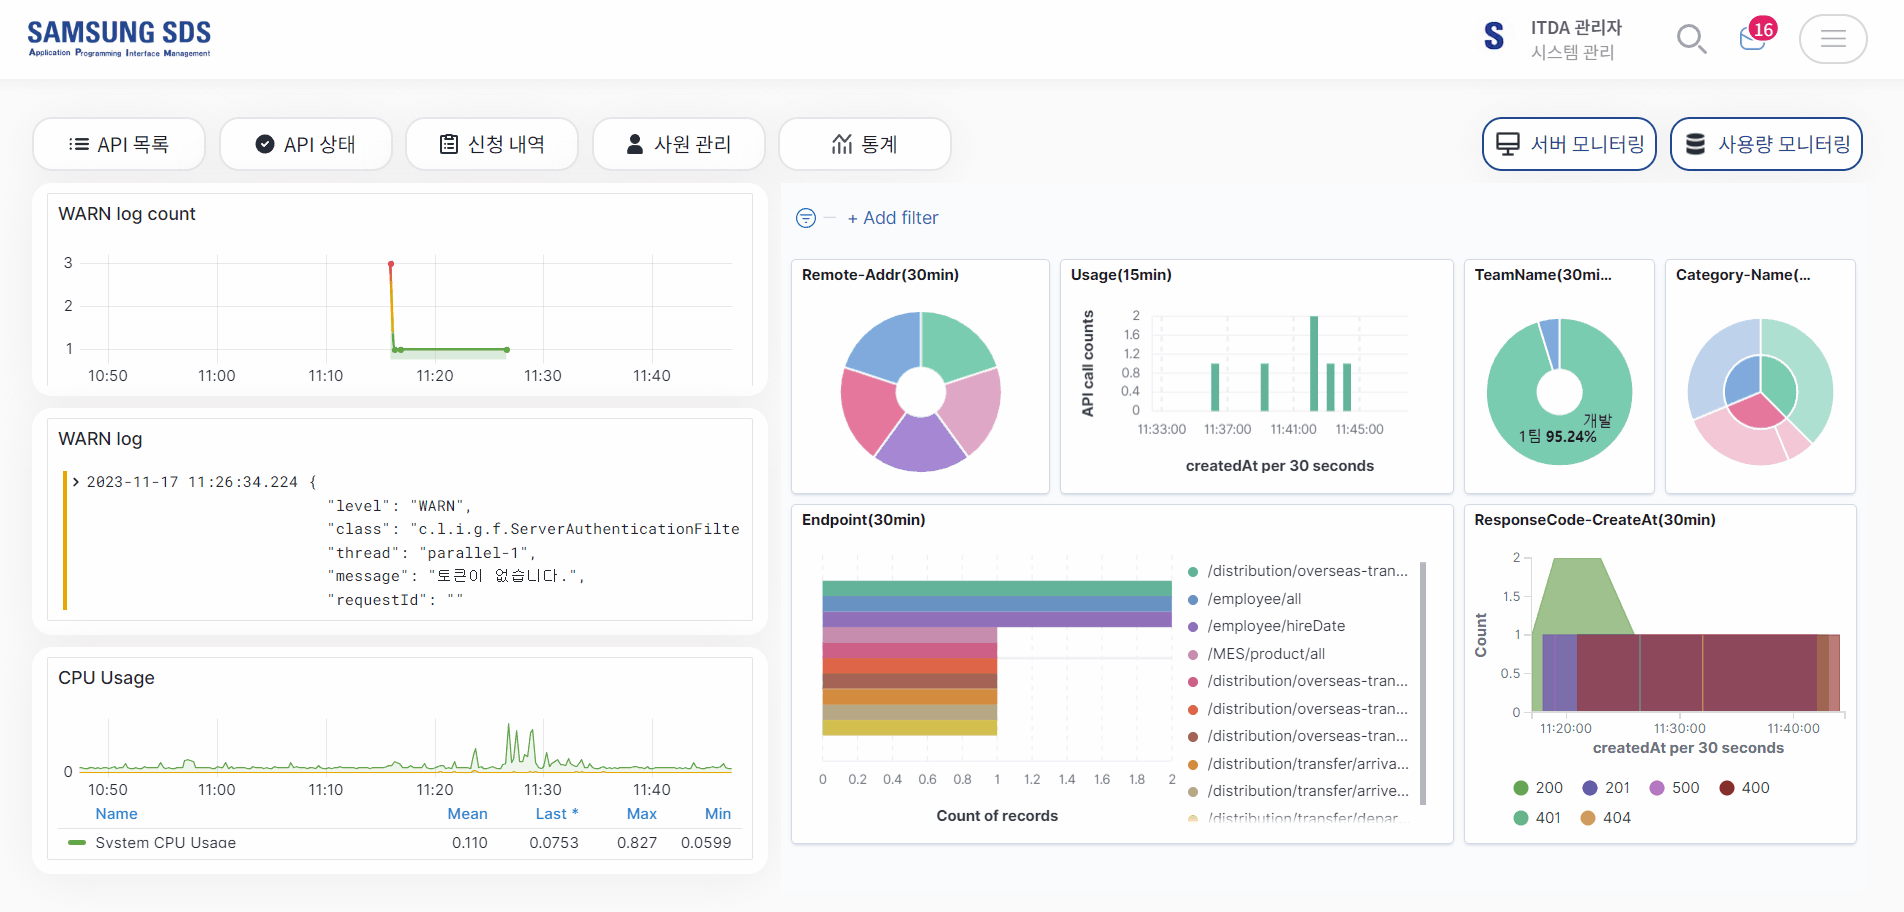 SAMSUNG SDS
Application Programming Interface Management
S
ITDA 관리자
시스템 관리
16
API 목록
API 상태
신청 내역
사원 관리
통계
서버 모니터링
사용량 모니터링
WARN log count
3
2
1
10:50 11:00 11:10 11:20 11:30 11:40
WARN log
2023-11-17 11:26:34.224 {
"level": "WARN",
"class": "c.l.i.g.f.ServerAuthenticationFilte
"thread": "parallel-1",
"message": "토큰이 없습니다.",
"requestId": ""
CPU Usage
0
10:50 11:00 11:10 11:20 11:30 11:40
Name Mean Last * Max Min
System CPU Usage 0.110 0.0753 0.827 0.0599
+ Add filter
Remote-Addr(30min)
Usage(15min)
API call counts
2
1.6
1.2
0.8
0.4
0
11:33:00 11:37:00 11:41:00 11:45:00
createdAt per 30 seconds
TeamName(30mi...
개발
1팀 95.24%
Category-Name(...
Endpoint(30min)
0 0.2 0.4 0.6 0.8 1 1.2 1.4 1.6 1.8 2
Count of records
/distribution/overseas-tran...
/employee/all
/employee/hireDate
/MES/product/all
/distribution/overseas-tran...
/distribution/overseas-tran...
/distribution/overseas-tran...
/distribution/transfer/arriva...
/distribution/transfer/arrive...
/distribution/transfer/depar...
ResponseCode-CreateAt(30min)
Count
2
1.5
1
0.5
0
11:20:00 11:30:00 11:40:00
createdAt per 30 seconds
200 201 500 400
401 404